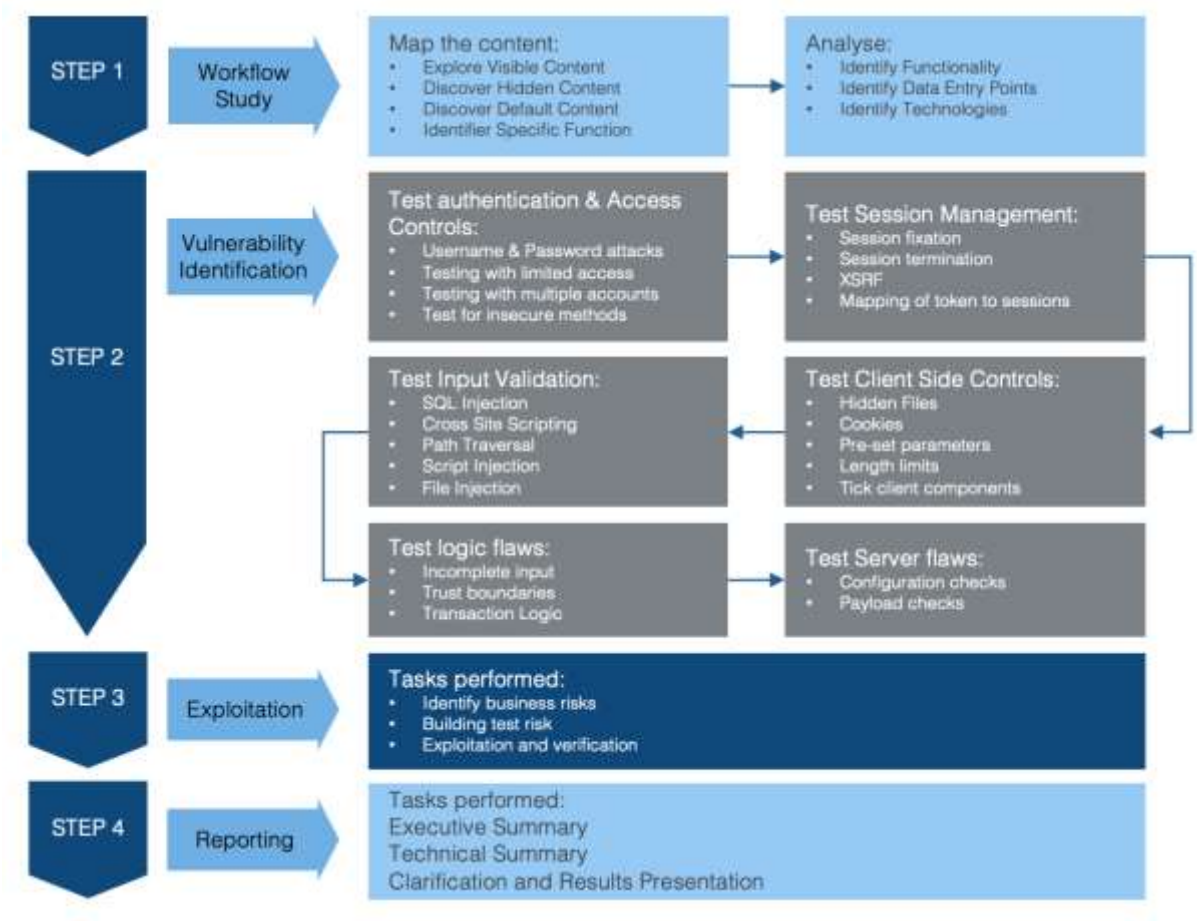 STEP 1
Workflow
Study
Map the content:
• Explore Visible Content
• Discover Hidden Content
• Discover Default Content
• Identifier Specific Function
Analyse:
• Identify Functionality
• Identify Data Entry Points
• Identify Technologies
STEP 2
Vulnerability
Identification
Test authentication & Access
Controls:
• Username & Password attacks
• Testing with limited access
• Testing with multiple accounts
• Test for insecure methods
Test Session Management:
• Session fixation
• Session termination
• XSRF
• Mapping of token to sessions
Test Client Side Controls:
• Hidden Files
• Cookies
• Pre-set parameters
• Length limits
• Tick client components
Test Input Validation:
• SQL Injection
• Cross Site Scripting
• Path Traversal
• Script Injection
• File Injection
Test logic flaws:
• Incomplete input
• Trust boundaries
• Transaction Logic
Test Server flaws:
• Configuration checks
• Payload checks
STEP 3
Exploitation
Tasks performed:
• Identify business risks
• Building test risk
• Exploitation and verification
STEP 4
Reporting
Tasks performed:
Executive Summary
Technical Summary
Clarification and Results Presentation